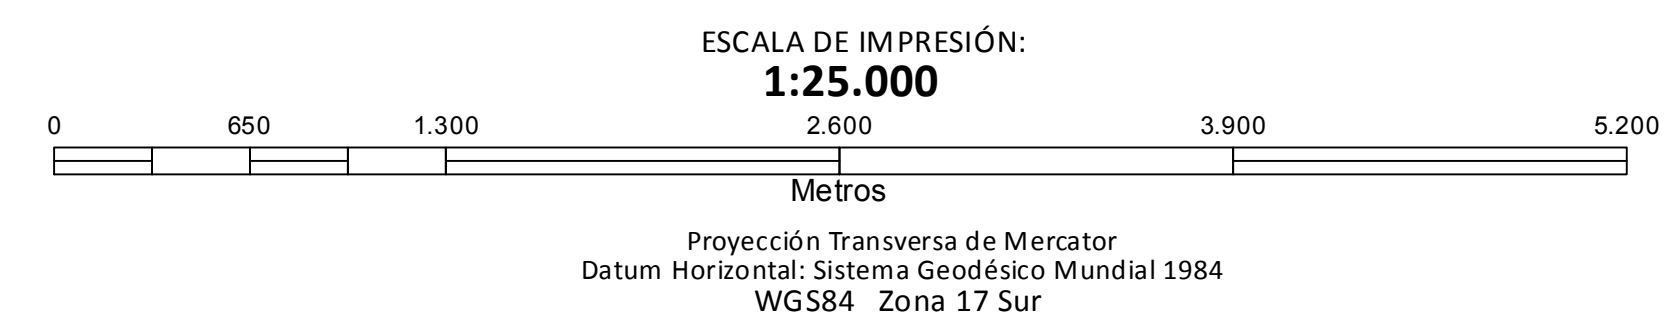 ESCALA DE IMPRESIÓN:
1:25.000
0 650 1.300 2.600 3.900 5.200
Metros
Proyección Transversa de Mercator
Datum Horizontal: Sistema Geodésico Mundial 1984
WGS84 Zona 17 Sur